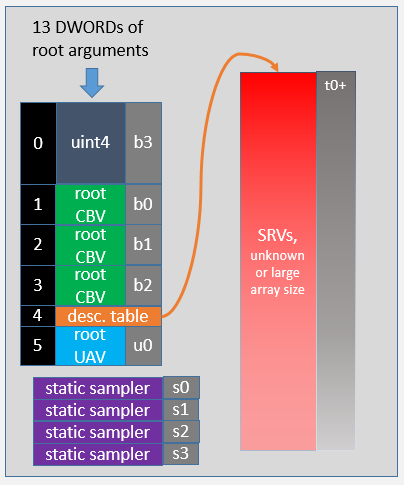 13 DWORDs of
root arguments
0 uint4 b3
1 root CBV b0
2 root CBV b1
3 root CBV b2
4 desc. table
5 root UAV u0
static sampler s0
static sampler s1
static sampler s2
static sampler s3
t0+
SRVs,
unknown
or large
array size